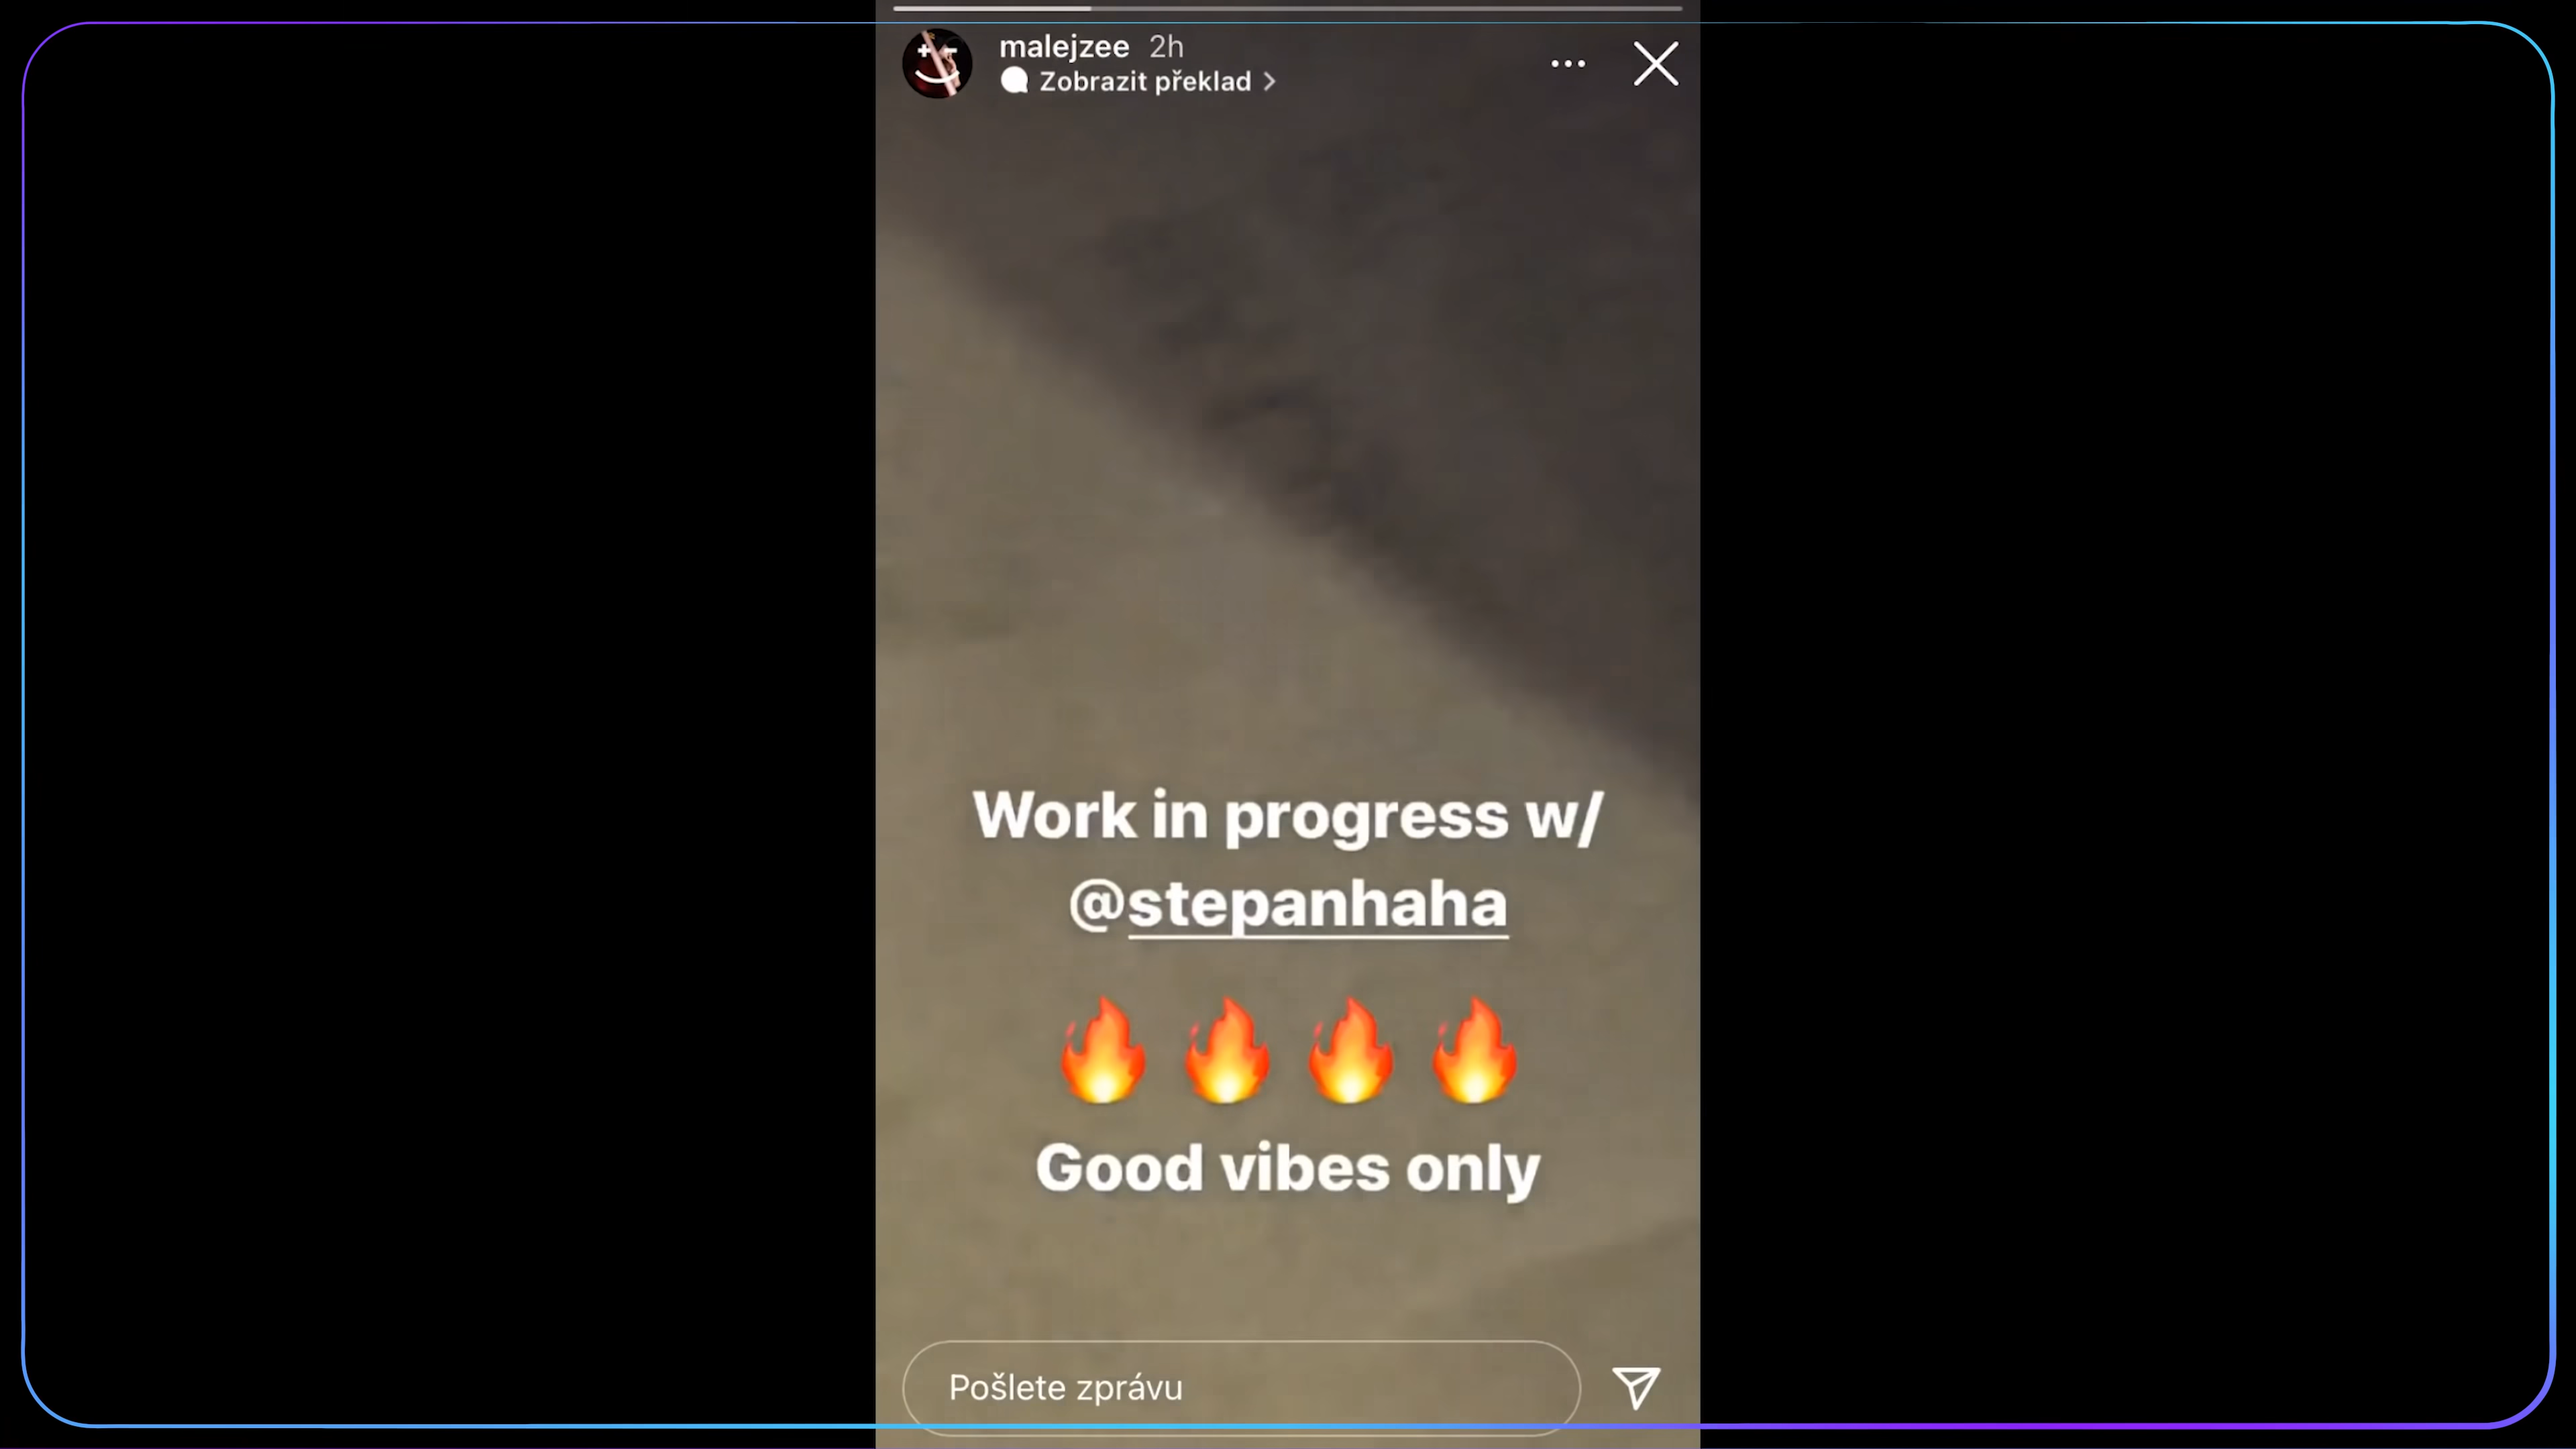 malejzee 2h
Zobrazit překlad
Work in progress w/
@stepanhaha
🔥 🔥 🔥 🔥
Good vibes only
Pošlete zprávu